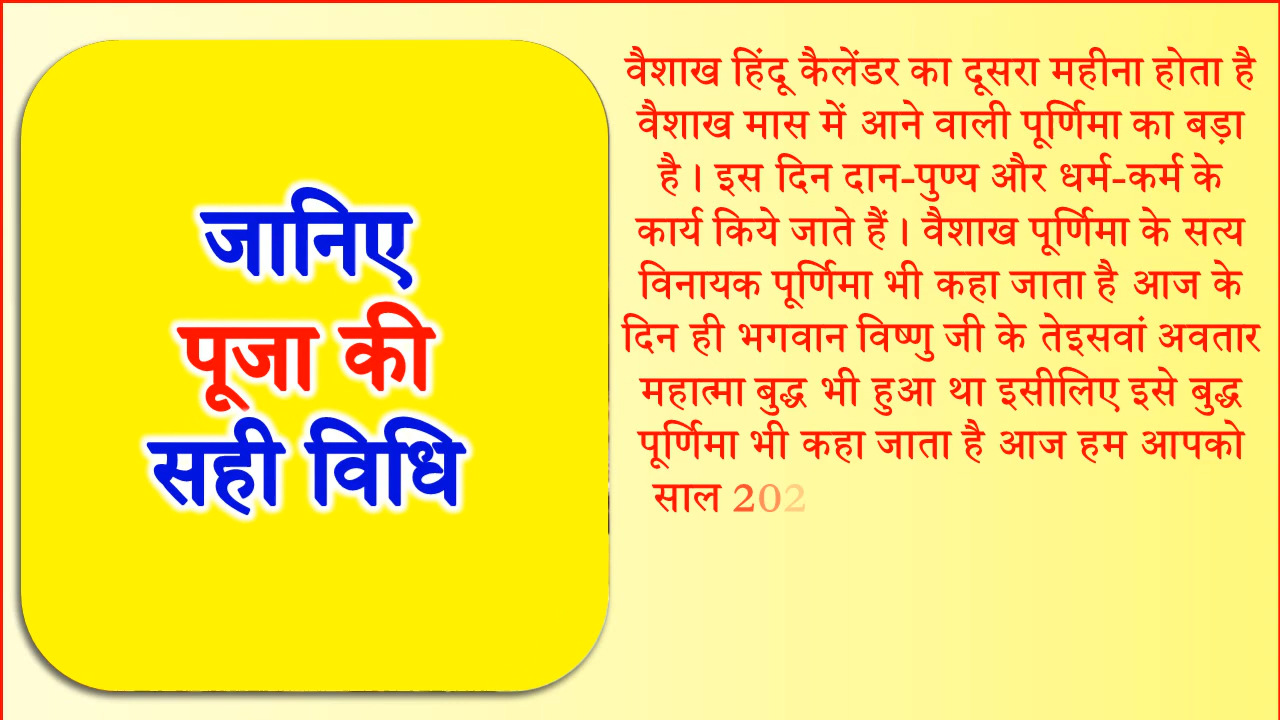 जानिए
पूजा की
सही विधि
वैशाख हिंदू कैलेंडर का दूसरा महीना होता है
वैशाख मास में आने वाली पूर्णिमा का बड़ा
है । इस दिन दान-पुण्य और धर्म-कर्म के
कार्य किये जाते हैं । वैशाख पूर्णिमा के सत्य
विनायक पूर्णिमा भी कहा जाता है आज के
दिन ही भगवान विष्णु जी के तेइसवां अवतार
महात्मा बुद्ध भी हुआ था इसीलिए इसे बुद्ध
पूर्णिमा भी कहा जाता है आज हम आपको
साल 202